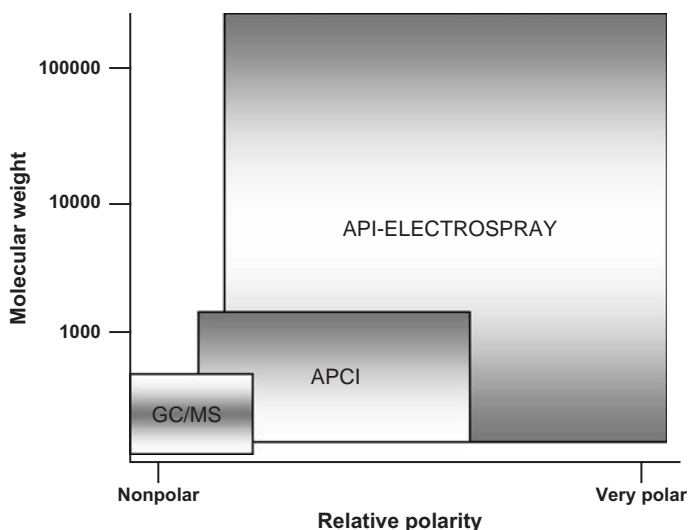 100000
10000
1000
Molecular weight
API-ELECTROSPRAY
APCI
GC/MS
Nonpolar
Very polar
Relative polarity